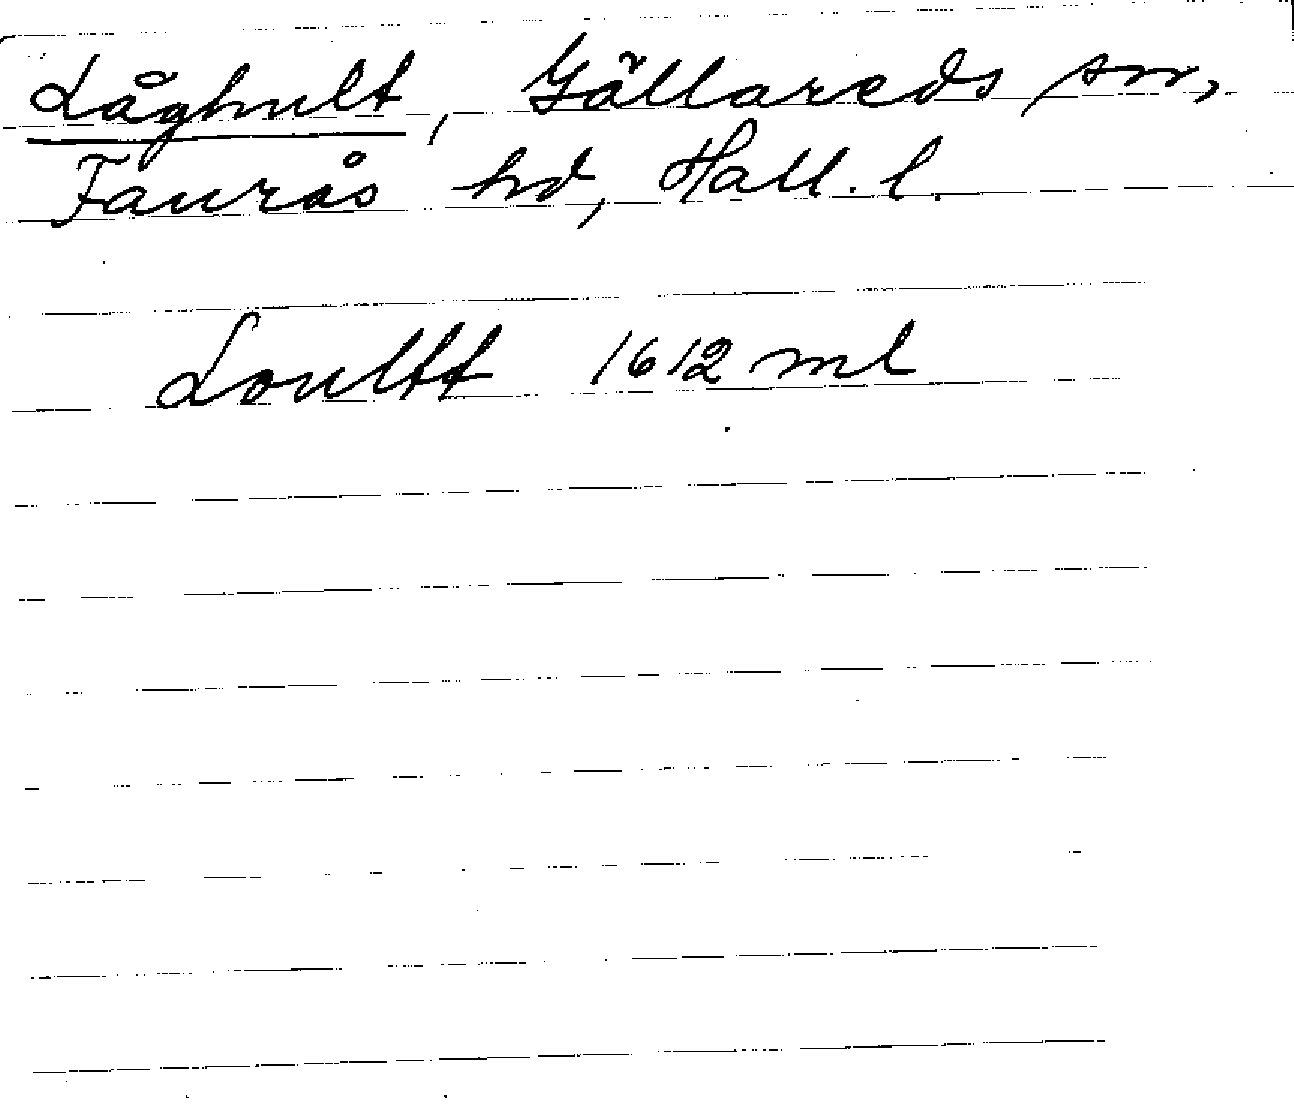 Låghult, Gällareds sn,
Faurås hd, Hall. l.
Loultt 1612 ml